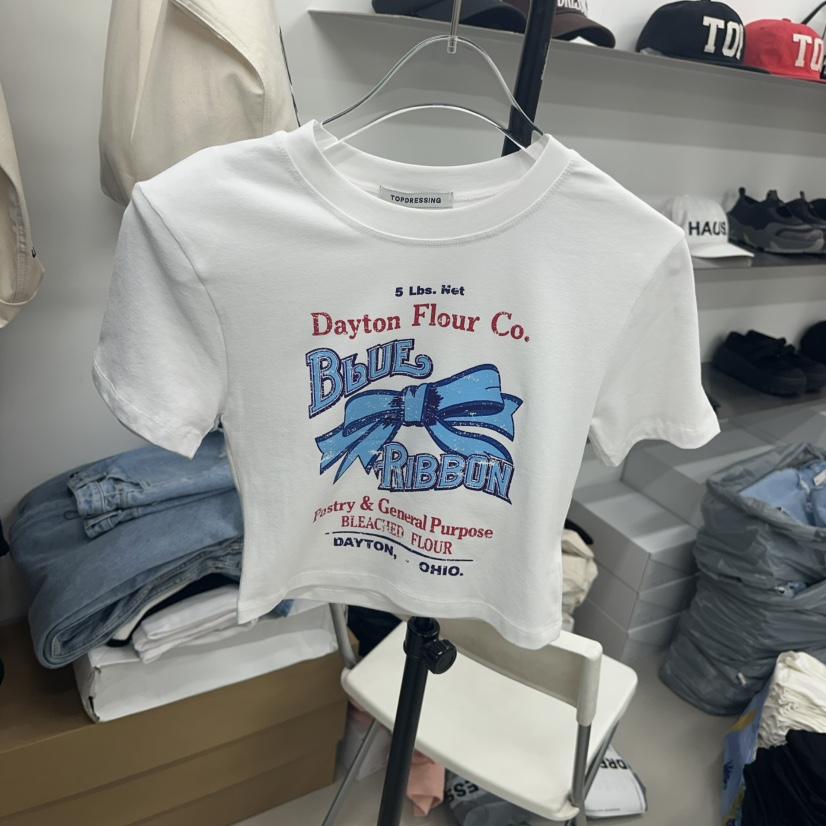 TO
TO
HAUS
TOPDRESSING
5 Lbs. Net
Dayton Flour Co.
BLUE
RIBBON
Pastry & General Purpose
BLEACHED FLOUR
DAYTON, - OHIO.